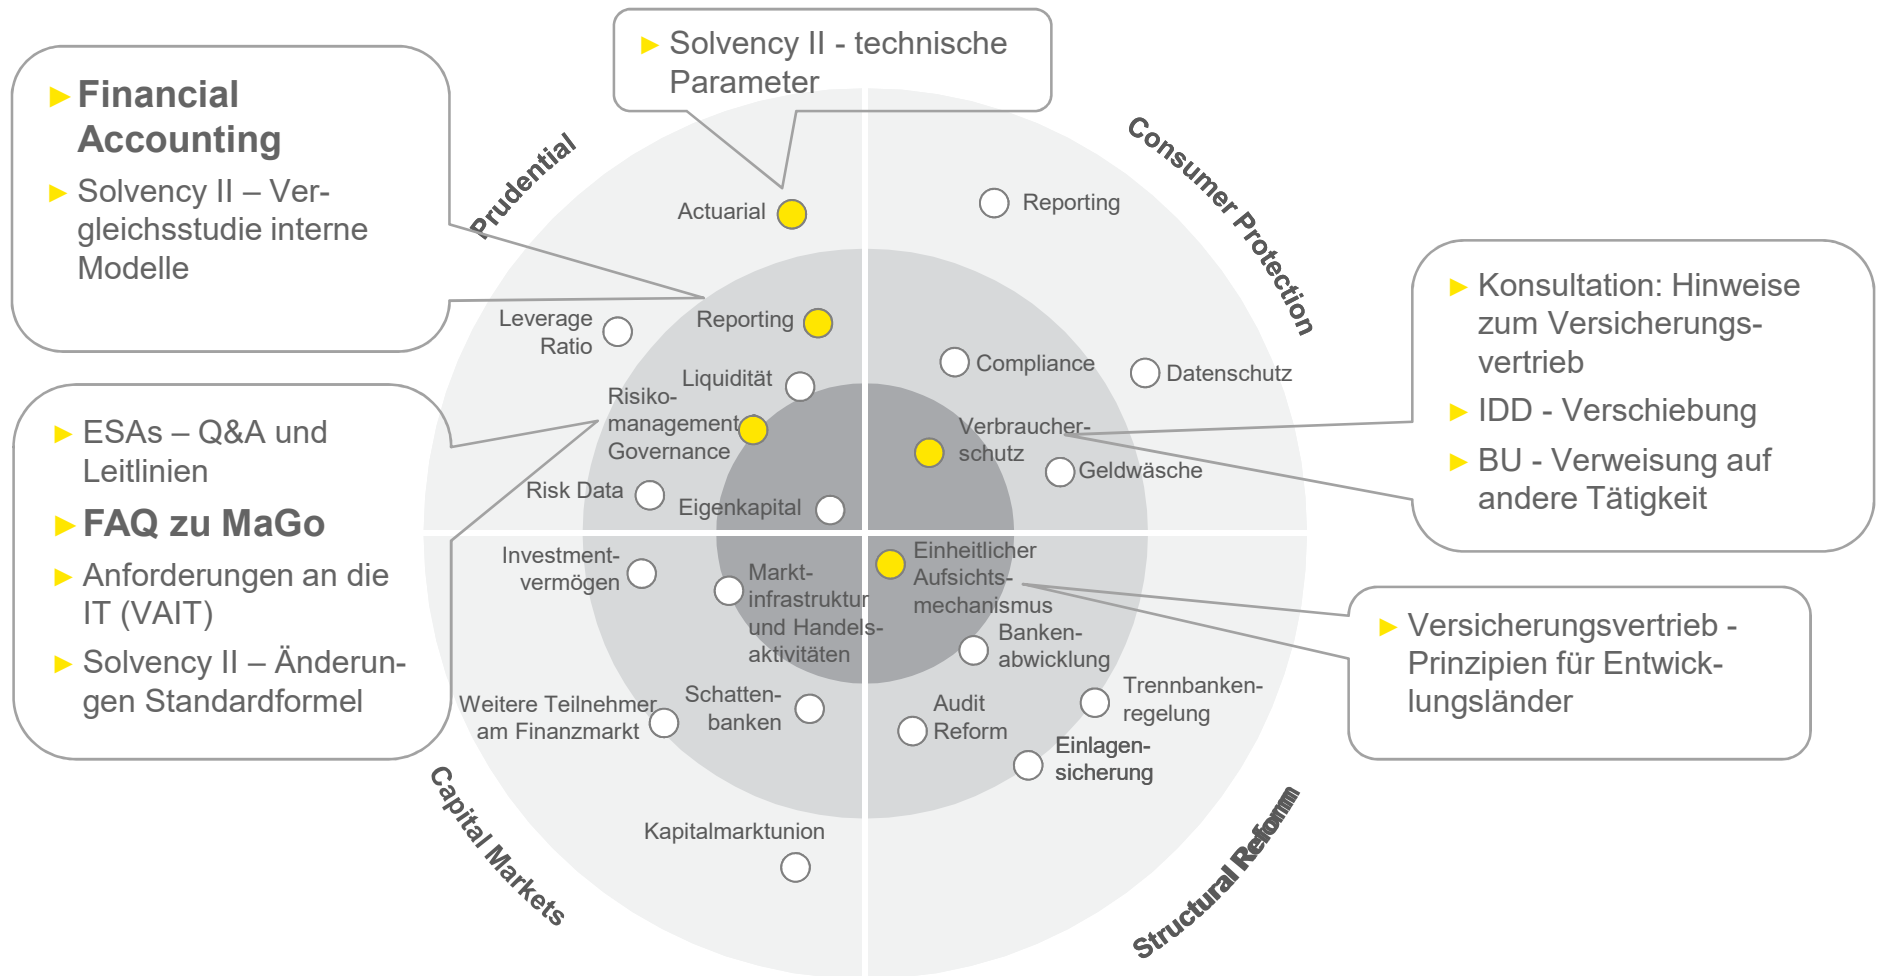 Solvency II - technische
Parameter
Financial
Accounting
Solvency II – Ver-
gleichsstudie interne
Modelle
Prudential
Consumer Protection
Actuarial
Reporting
Leverage
Ratio
Reporting
Liquidität
Risiko-
management
Governance
Risk Data
Eigenkapital
Compliance
Datenschutz
Verbraucher-
schutz
Geldwäsche
Konsultation: Hinweise
zum Versicherungs-
vertrieb
IDD - Verschiebung
BU - Verweisung auf
andere Tätigkeit
ESAs – Q&A und
Leitlinien
FAQ zu MaGo
Anforderungen an die
IT (VAIT)
Solvency II – Änderun-
gen Standardformel
Investment-
vermögen
Markt-
infrastruktur
und Handels-
aktivitäten
Weitere Teilnehmer
am Finanzmarkt
Schatten-
banken
Kapitalmarktunion
Capital Markets
Einheitlicher
Aufsichts-
mechanismus
Banken-
abwicklung
Trennbanken-
regelung
Audit
Reform
Einlagen-
sicherung
Structural Reform
Versicherungsvertrieb -
Prinzipien für Entwick-
lungsländer